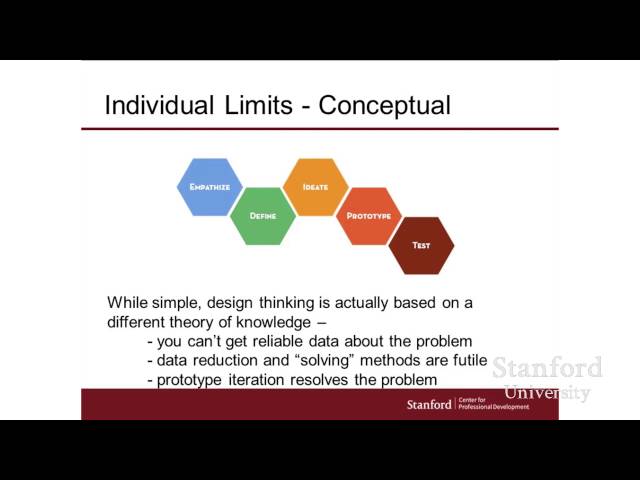 Individual Limits - Conceptual
EMPATHIZE
IDEATE
DEFINE
PROTOTYPE
TEST
While simple, design thinking is actually based on a
different theory of knowledge –
- you can't get reliable data about the problem
- data reduction and “solving” methods are futile
- prototype iteration resolves the problem
Stanford
University
Stanford
Center for
Professional Development